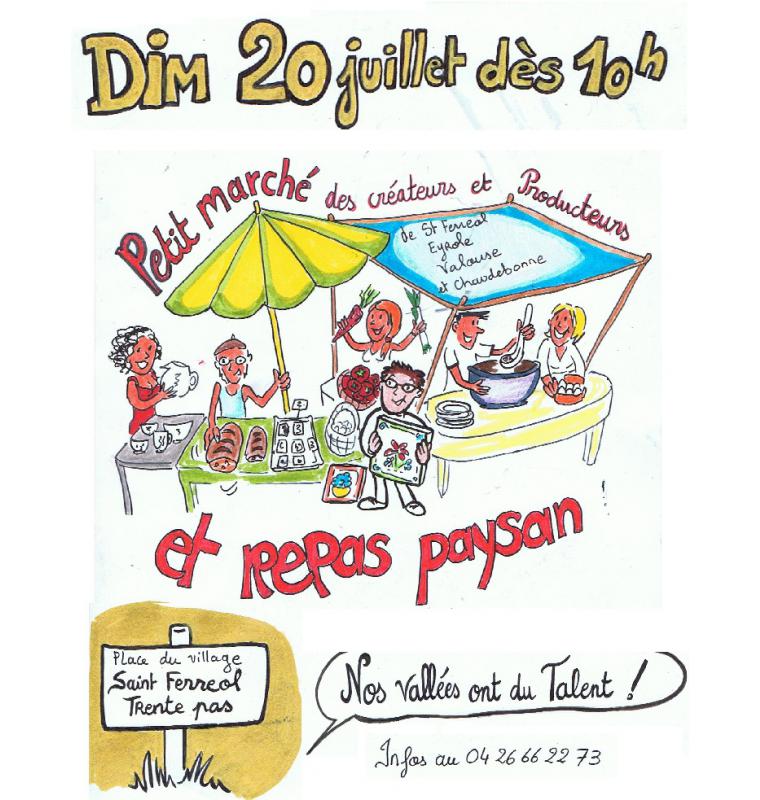 Dim 20 juillet dès 10h
Petit marché des créateurs et Producteurs
de St Ferreol
Eyrole
Valouse
et Chaudebonne
et repas paysan !
Place du village
Saint Ferreol
Trente pas
Nos vallées ont du Talent !
Infos au 04 26 66 22 73